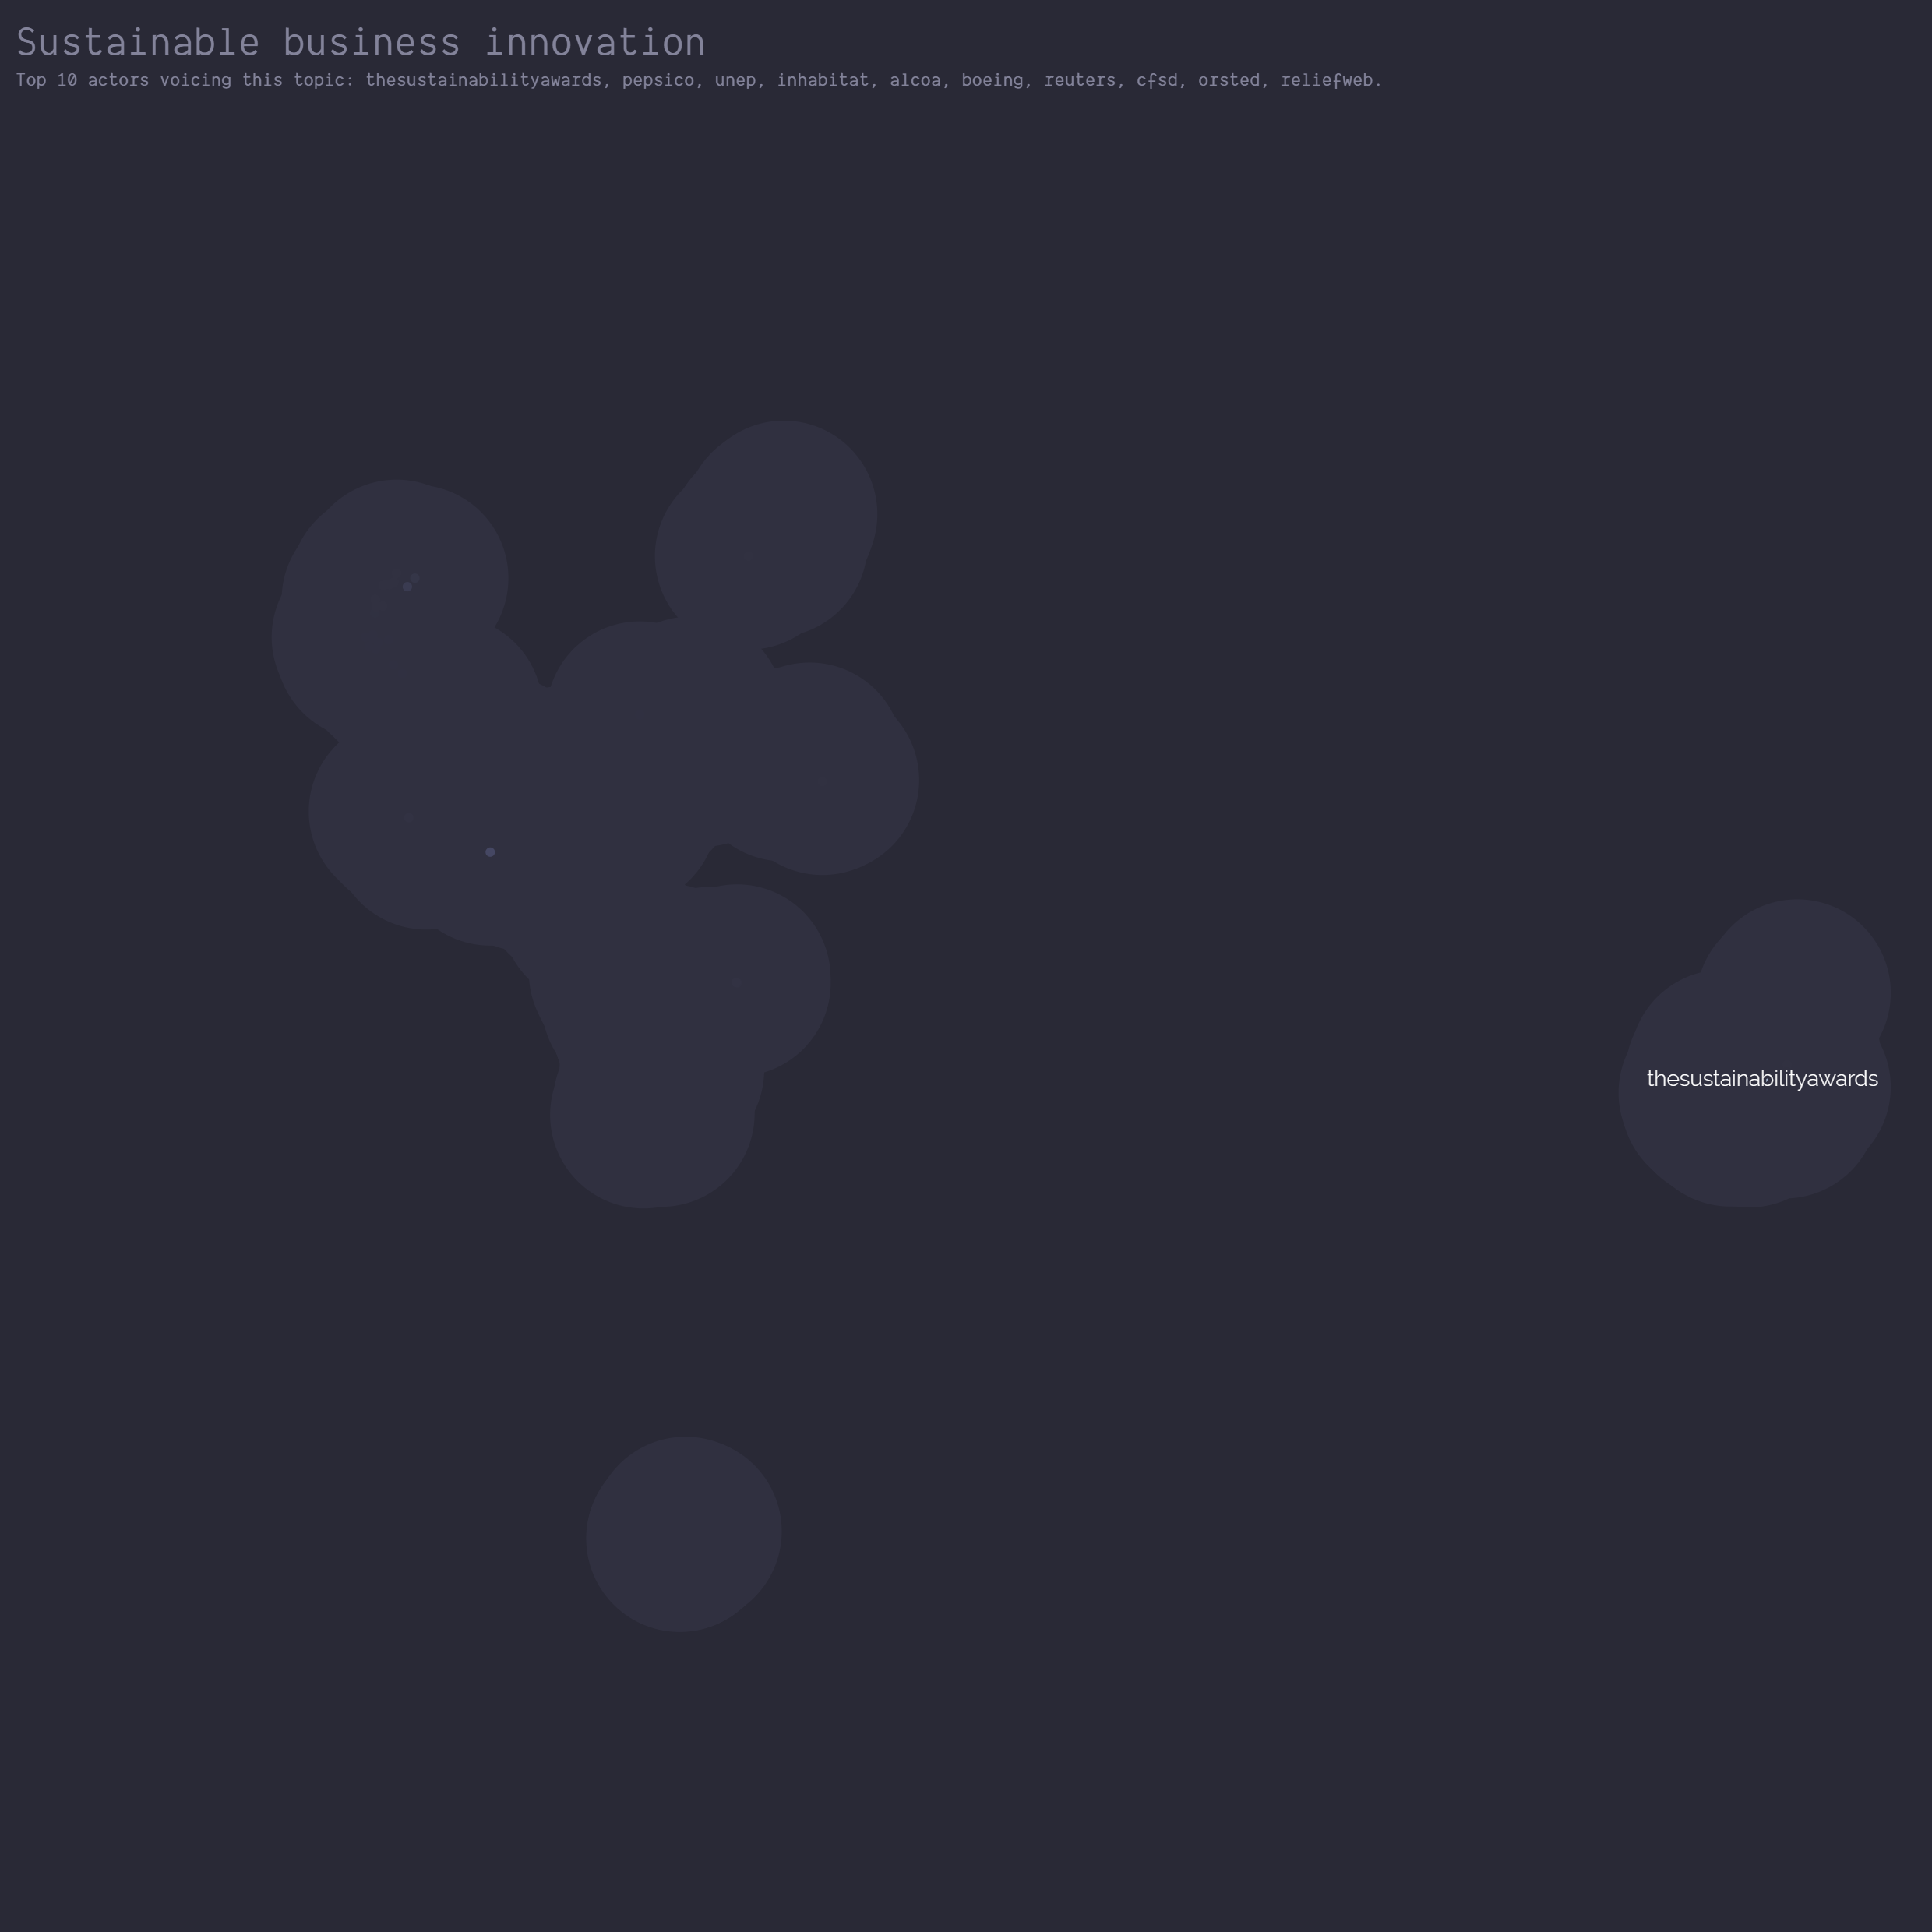 Sustainable business innovation
Top 10 actors voicing this topic: thesustainabilityawards, pepsico, unep, inhabitat, alcoa, boeing, reuters, cfsd, orsted, reliefweb.
thesustainabilityawards